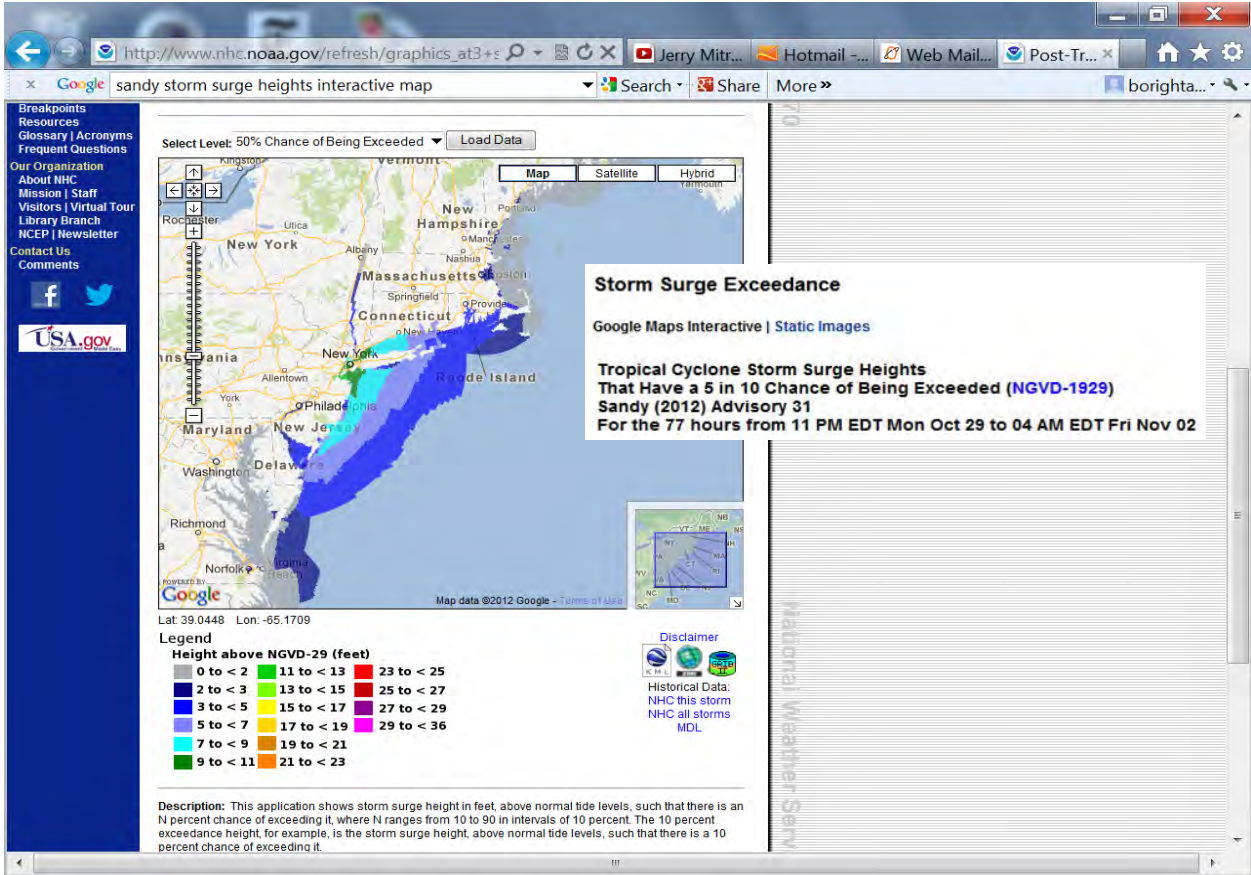 http://www.nhc.noaa.gov/refresh/graphics_at3+s
Jerry Mitr...
Hotmail -...
Web Mail...
Post-Tr...
x Google sandy storm surge heights interactive map
Search
Share
More »
borighta...
Breakpoints
Resources
Glossary | Acronyms
Frequent Questions
Our Organization
About NHC
Mission | Staff
Visitors | Virtual Tour
Library Branch
NCEP | Newsletter
Contact Us
Comments
f
USA.gov
Select Level: 50% Chance of Being Exceeded
Load Data
Map
Satellite
Hybrid
Kingston
Vermont
Yarmouth
New Hampshire
Portland
Rochester
Utica
New York
Albany
Nashua
Massachusetts
Boston
Springfield
Connecticut
New York
Allentown
Rhode Island
York
Philadelphia
Maryland
New Jersey
Washington
Delaware
Richmond
Norfolk
Virginia Beach
POWERED BY
Google
Map data ©2012 Google - Terms of Use
Storm Surge Exceedance
Google Maps Interactive | Static Images
Tropical Cyclone Storm Surge Heights
That Have a 5 in 10 Chance of Being Exceeded (NGVD-1929)
Sandy (2012) Advisory 31
For the 77 hours from 11 PM EDT Mon Oct 29 to 04 AM EDT Fri Nov 02
Lat: 39.0448 Lon: -65.1709
Legend
Height above NGVD-29 (feet)
0 to < 2 11 to < 13 23 to < 25
2 to < 3 13 to < 15 25 to < 27
3 to < 5 15 to < 17 27 to < 29
5 to < 7 17 to < 19 29 to < 36
7 to < 9 19 to < 21
9 to < 11 21 to < 23
Disclaimer
KML
Historical Data:
NHC this storm
NHC all storms
MDL
National Weather Serv
Description: This application shows storm surge height in feet, above normal tide levels, such that there is an
N percent chance of exceeding it, where N ranges from 10 to 90 in intervals of 10 percent. The 10 percent
exceedance height, for example, is the storm surge height, above normal tide levels, such that there is a 10
percent chance of exceeding it.